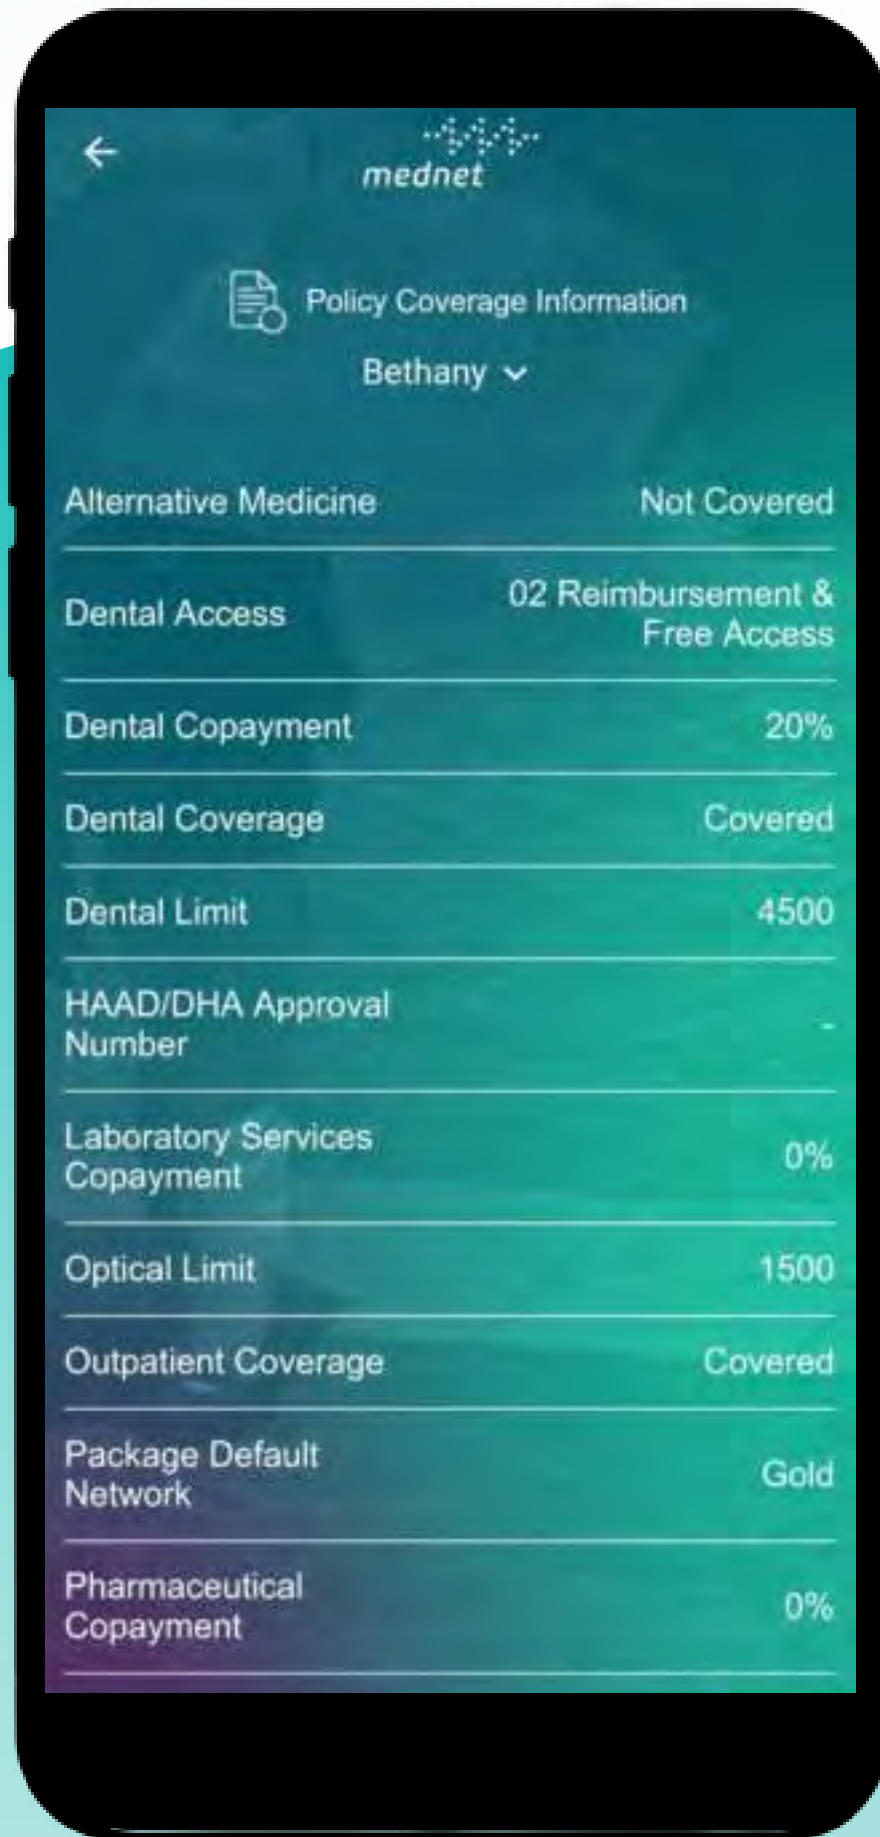 mednet
Policy Coverage Information
Bethany
Alternative Medicine Not Covered
Dental Access 02 Reimbursement &
Free Access
Dental Copayment 20%
Dental Coverage Covered
Dental Limit 4500
HAAD/DHA Approval
Number -
Laboratory Services
Copayment 0%
Optical Limit 1500
Outpatient Coverage Covered
Package Default
Network Gold
Pharmaceutical
Copayment 0%